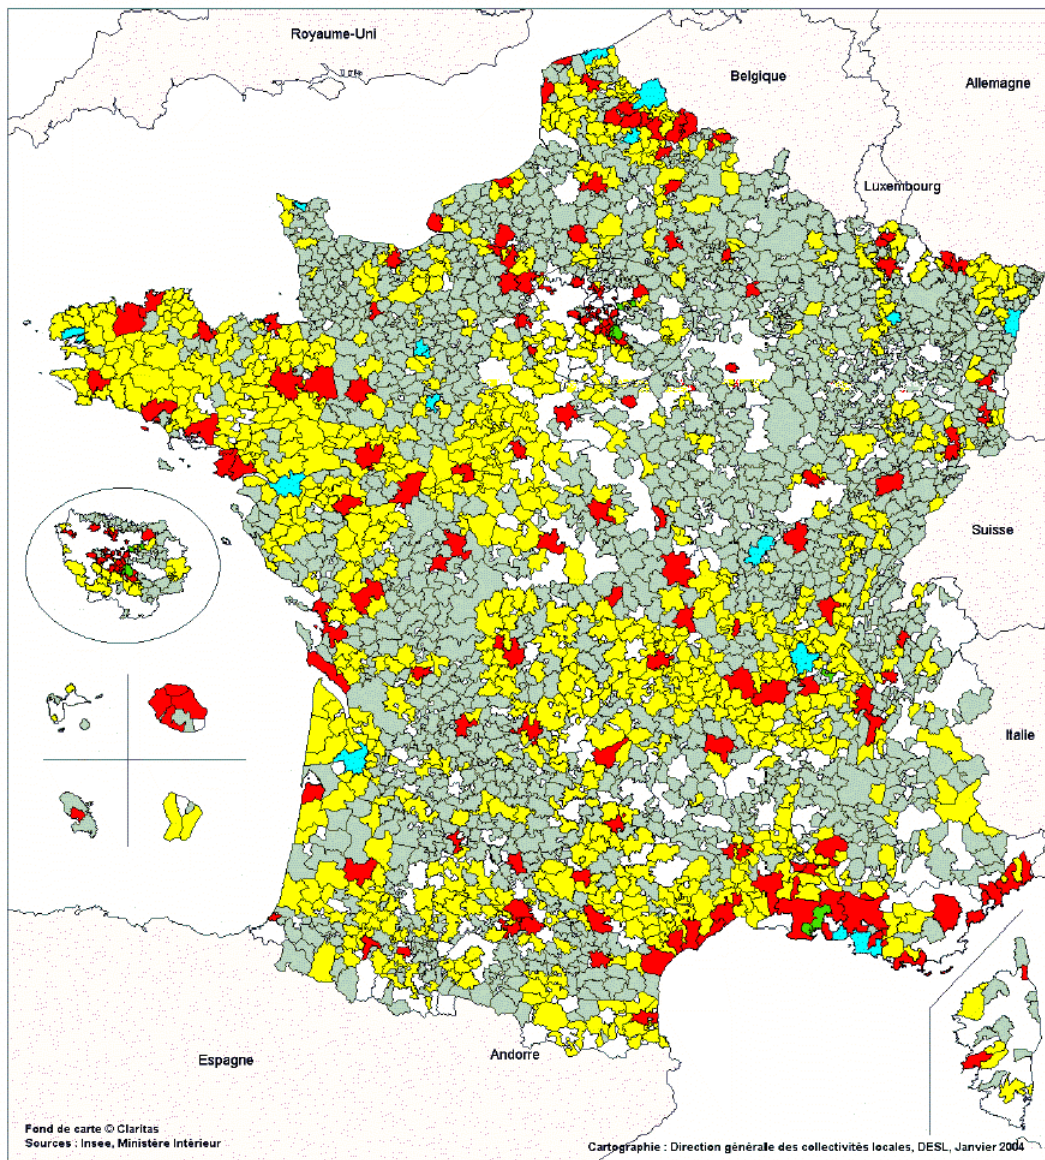 Royaume-Uni
Belgique
Allemagne
Luxembourg
Suisse
Italie
Espagne
Andorre
Fond de carte © Claritas
Sources : Insee, Ministère Intérieur
Cartographie : Direction générale des collectivités locales, DESL, Janvier 2004